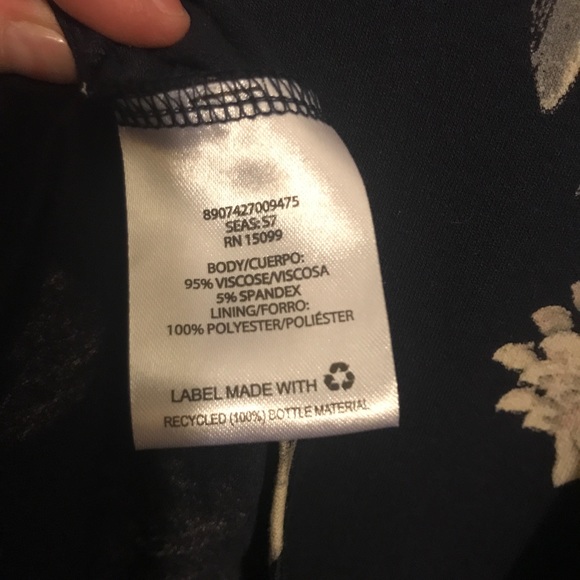 8907427009475
SEAS: S7
RN 15099
BODY/CUERPO:
95% VISCOSE/VISCOSA
5% SPANDEX
LINING/FORRO:
100% POLYESTER/POLIÉSTER
LABEL MADE WITH
RECYCLED (100%) BOTTLE MATERIAL